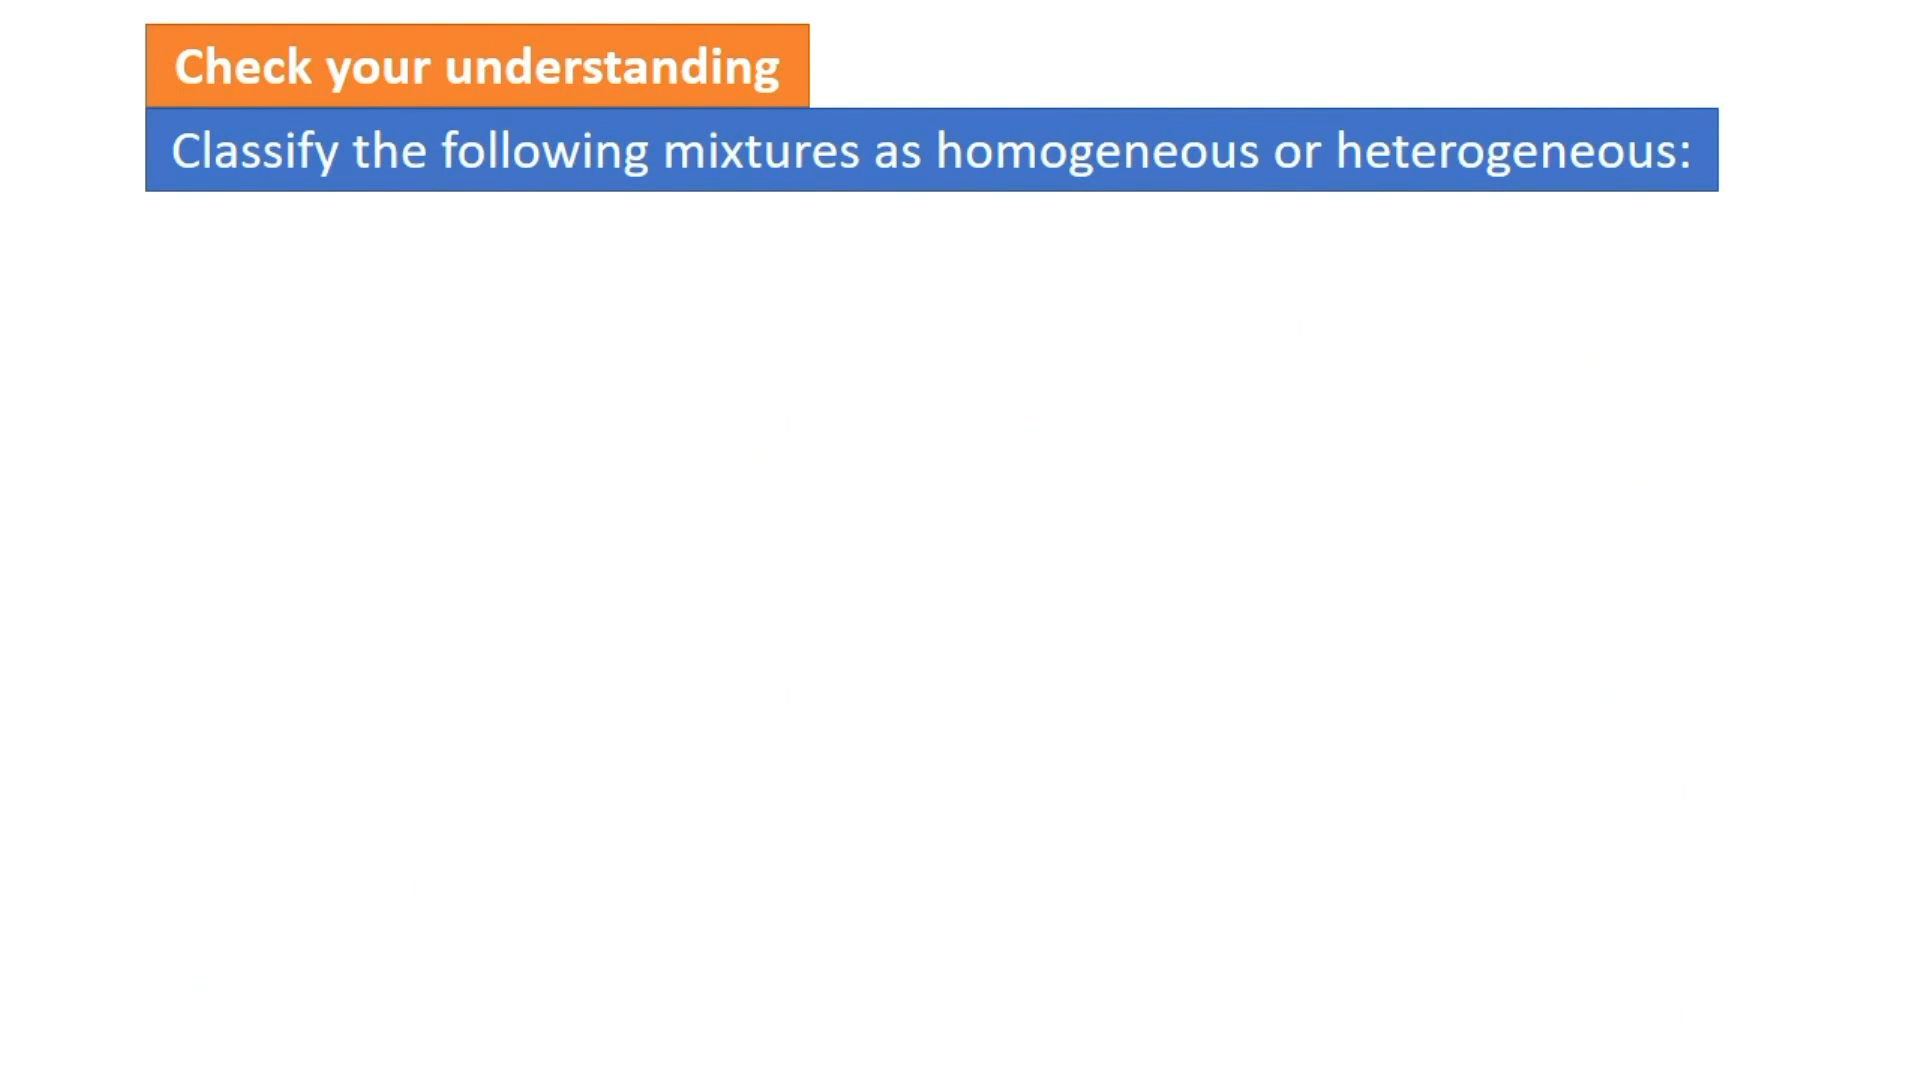 Check your understanding
Classify the following mixtures as homogeneous or heterogeneous: